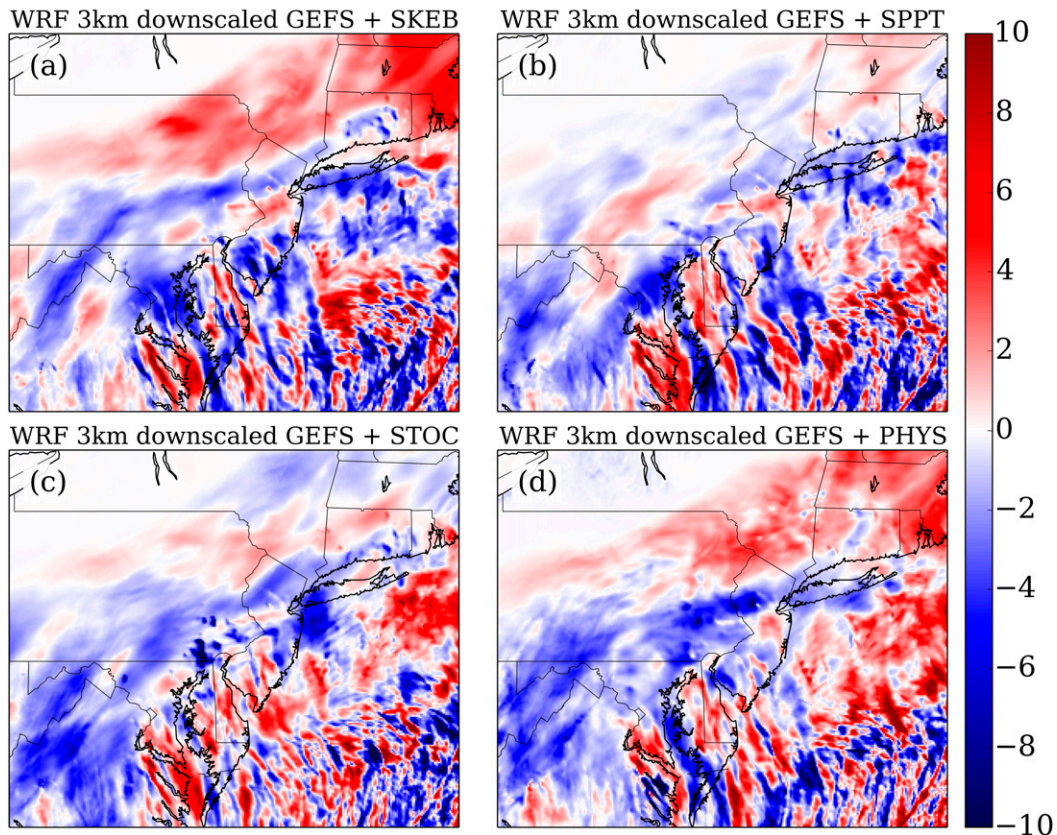 WRF 3km downscaled GEFS + SKEB
WRF 3km downscaled GEFS + SPPT
(a)
(b)
WRF 3km downscaled GEFS + STOC
WRF 3km downscaled GEFS + PHYS
(c)
(d)
10
8
6
4
2
0
−2
−4
−6
−8
−10